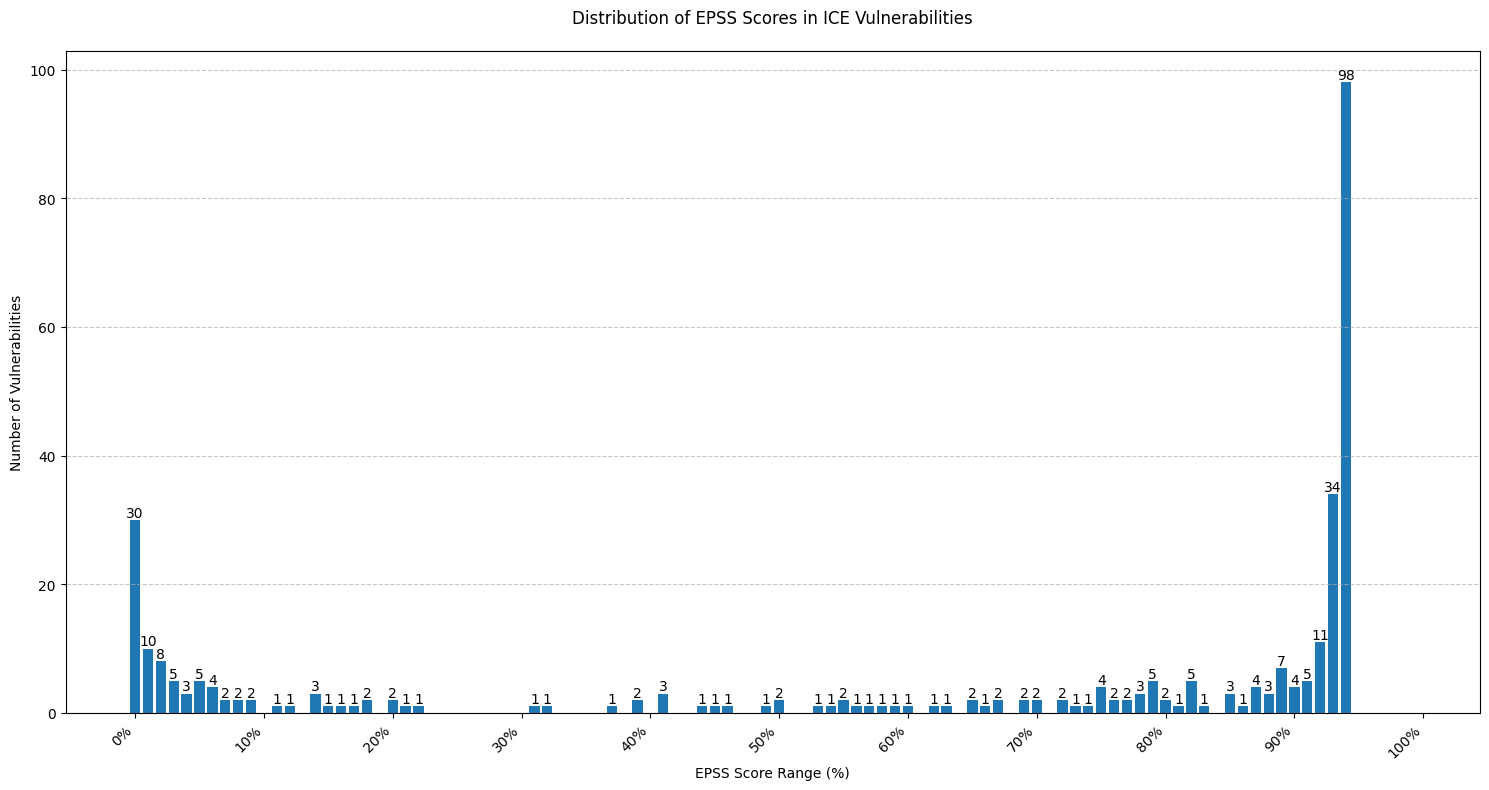 Distribution of EPSS Scores in ICE Vulnerabilities
Number of Vulnerabilities
100
80
60
40
20
0
30 10 8 5 3 5 4 2 2 2 1 1 3 1 1 1 2 2 1 1 1 1 1 2 3 1 1 1 1 2 1 1 2 1 1 1 1 1 1 1 2 1 2 2 2 2 1 1 4 2 2 3 5 2 1 5 1 3 1 4 3 7 4 5 11 34 98
0% 10% 20% 30% 40% 50% 60% 70% 80% 90% 100%
EPSS Score Range (%)